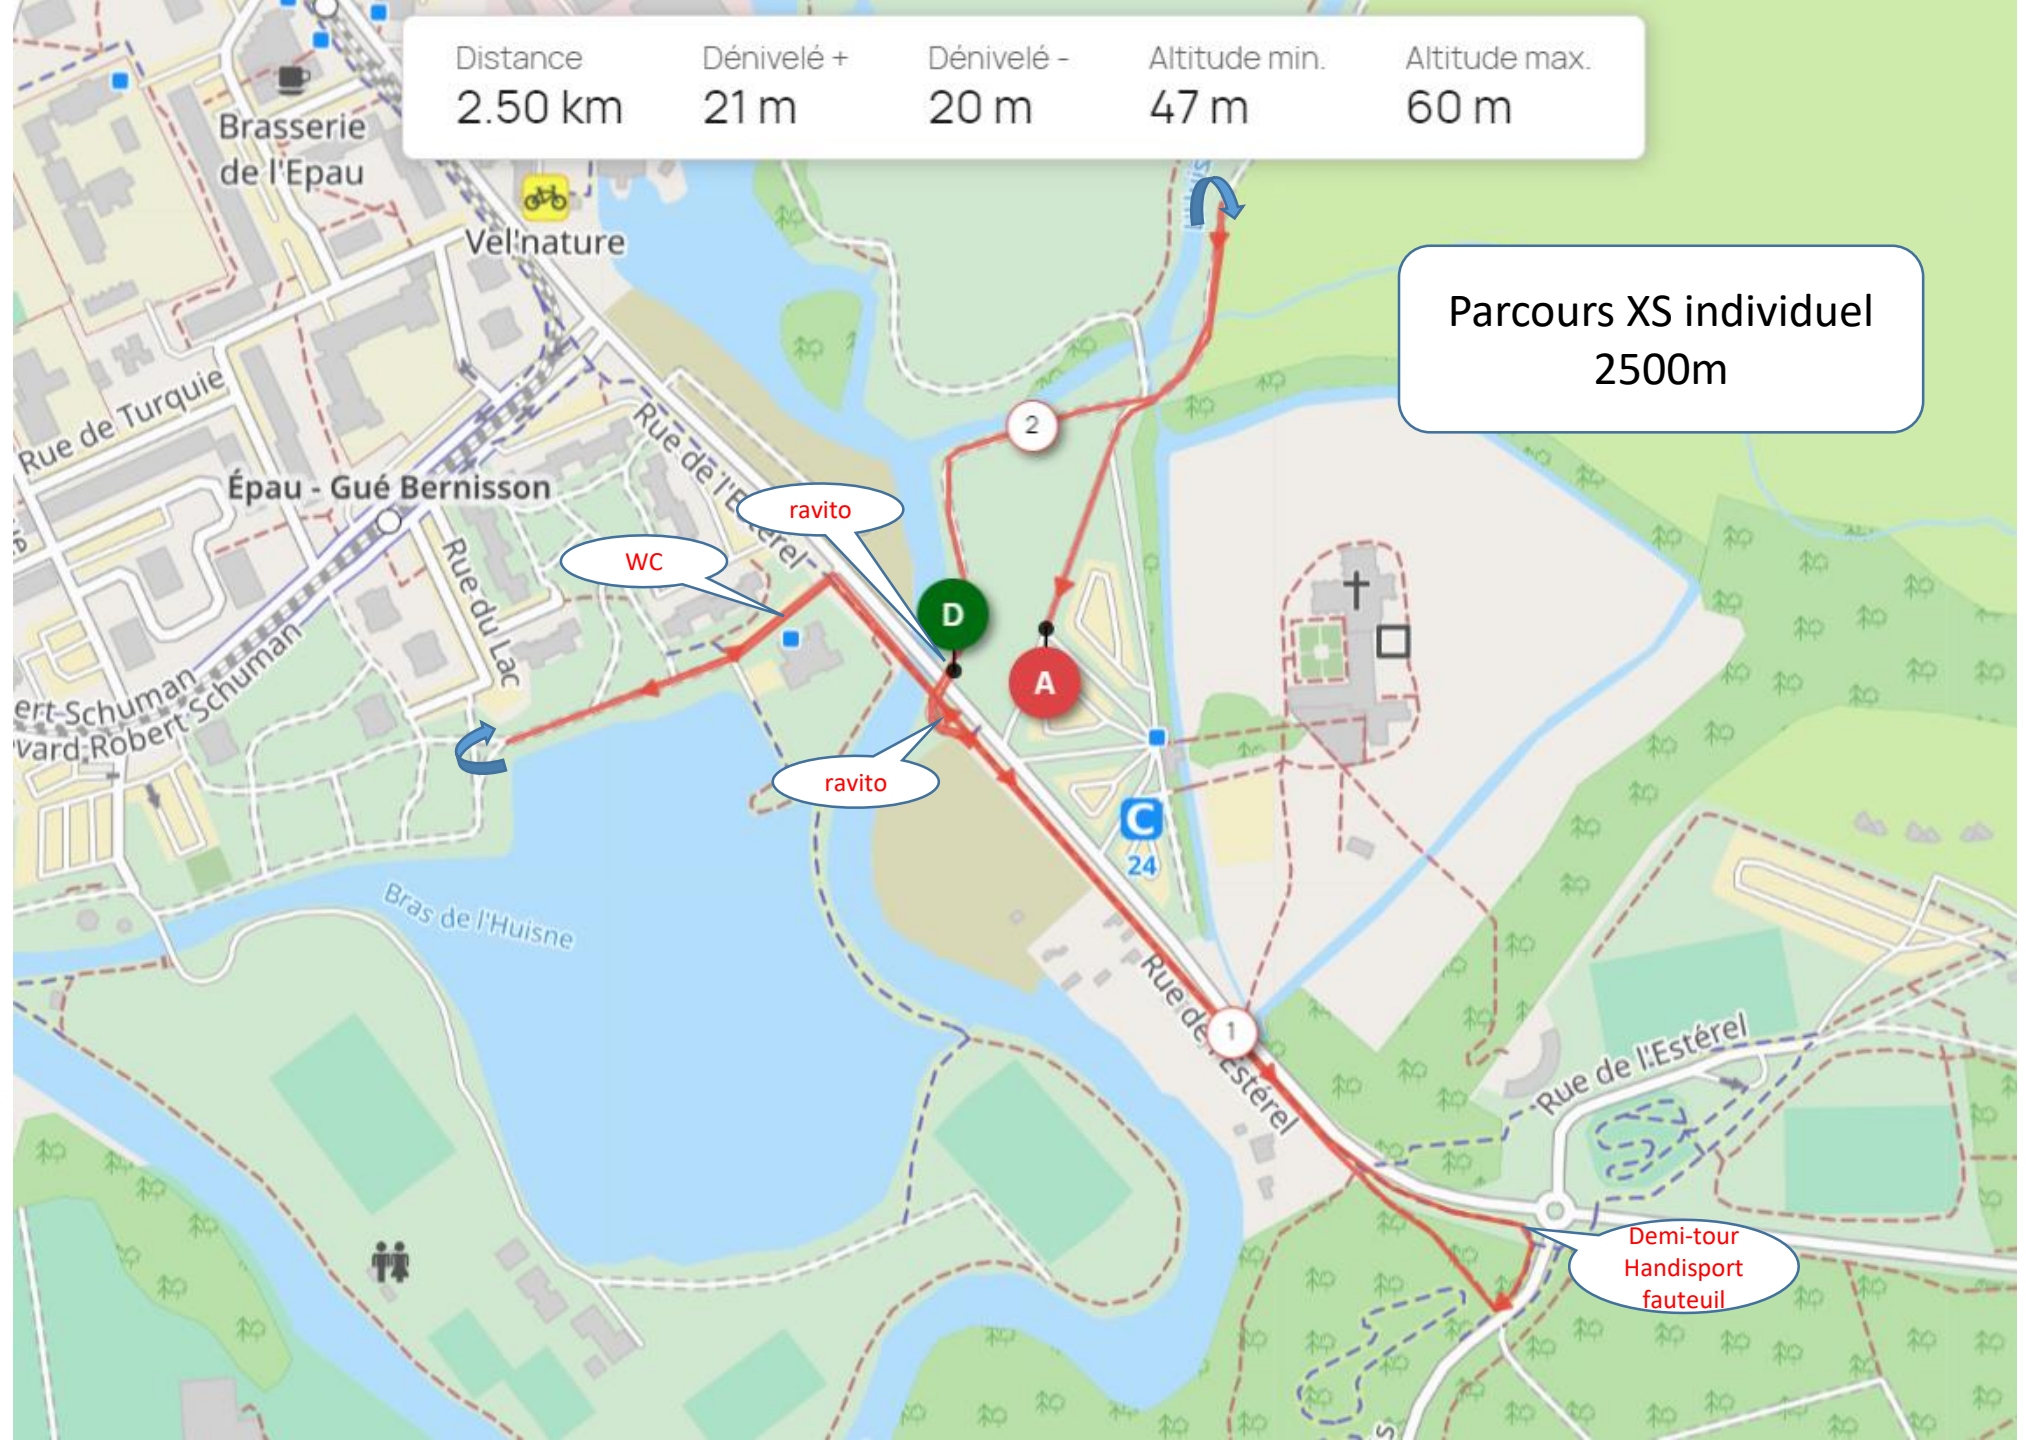 Distance
2.50 km
Dénivelé +
21 m
Dénivelé -
20 m
Altitude min.
47 m
Altitude max.
60 m
Brasserie
de l'Epau
Vel'nature
Parcours XS individuel
2500m
Rue de Turquie
Rue de l'Estérel
2
Épau - Gué Bernisson
ravito
WC
Rue du Lac
D
A
ert-Schuman
vard Robert Schuman
ravito
C
24
Bras de l'Huisne
1
Rue de l'Estérel
Rue de l'Estérel
Demi-tour
Handisport
fauteuil